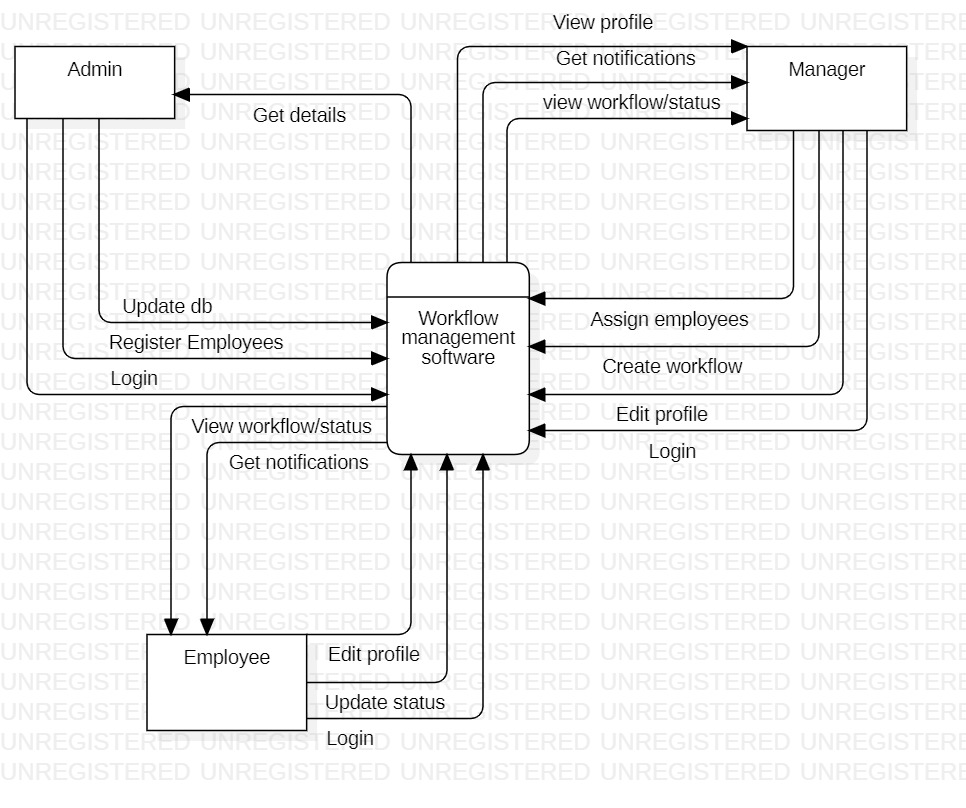 View profile
Admin
Get notifications
Manager
view workflow/status
Get details
Update db
Workflow
management
software
Assign employees
Register Employees
Create workflow
Login
Edit profile
View workflow/status
Login
Get notifications
Employee
Edit profile
Update status
Login
UNREGISTERED